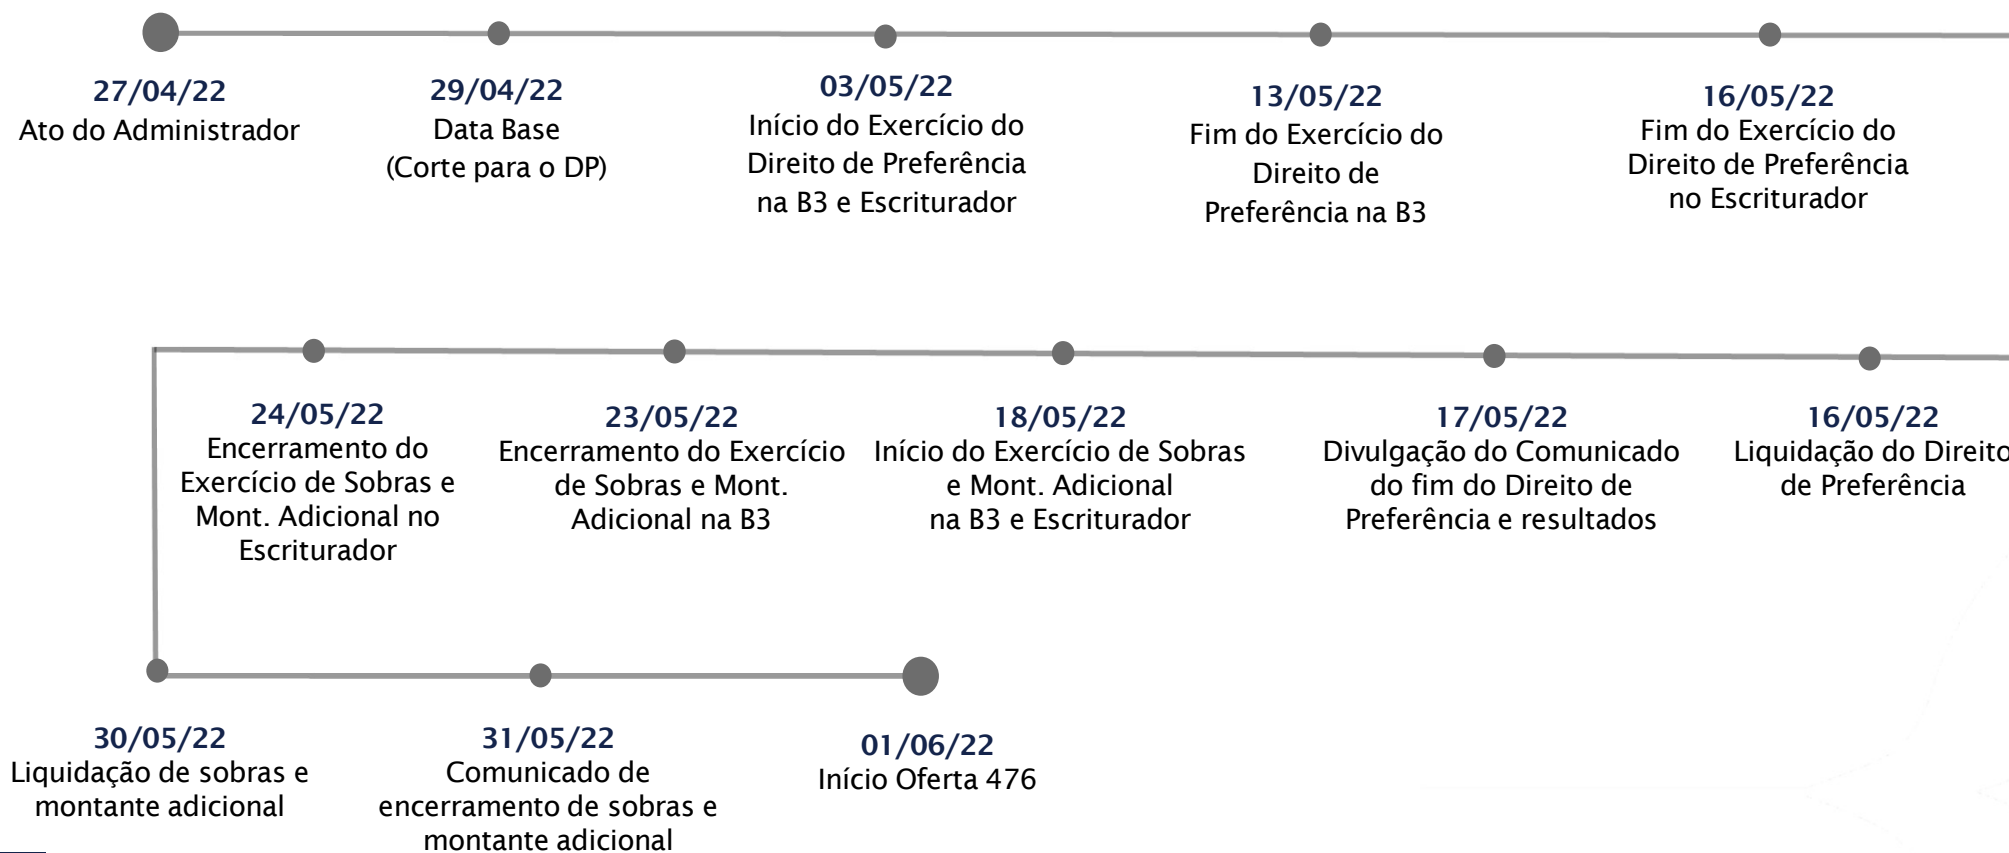 27/04/22
Ato do Administrador
29/04/22
Data Base
(Corte para o DP)
03/05/22
Início do Exercício do
Direito de Preferência
na B3 e Escriturador
13/05/22
Fim do Exercício do
Direito de
Preferência na B3
16/05/22
Fim do Exercício do
Direito de Preferência
no Escriturador
24/05/22
Encerramento do
Exercício de Sobras e
Mont. Adicional no
Escriturador
23/05/22
Encerramento do Exercício
de Sobras e Mont.
Adicional na B3
18/05/22
Início do Exercício de Sobras
e Mont. Adicional
na B3 e Escriturador
17/05/22
Divulgação do Comunicado
do fim do Direito de
Preferência e resultados
16/05/22
Liquidação do Direito
de Preferência
30/05/22
Liquidação de sobras e
montante adicional
31/05/22
Comunicado de
encerramento de sobras e
montante adicional
01/06/22
Início Oferta 476